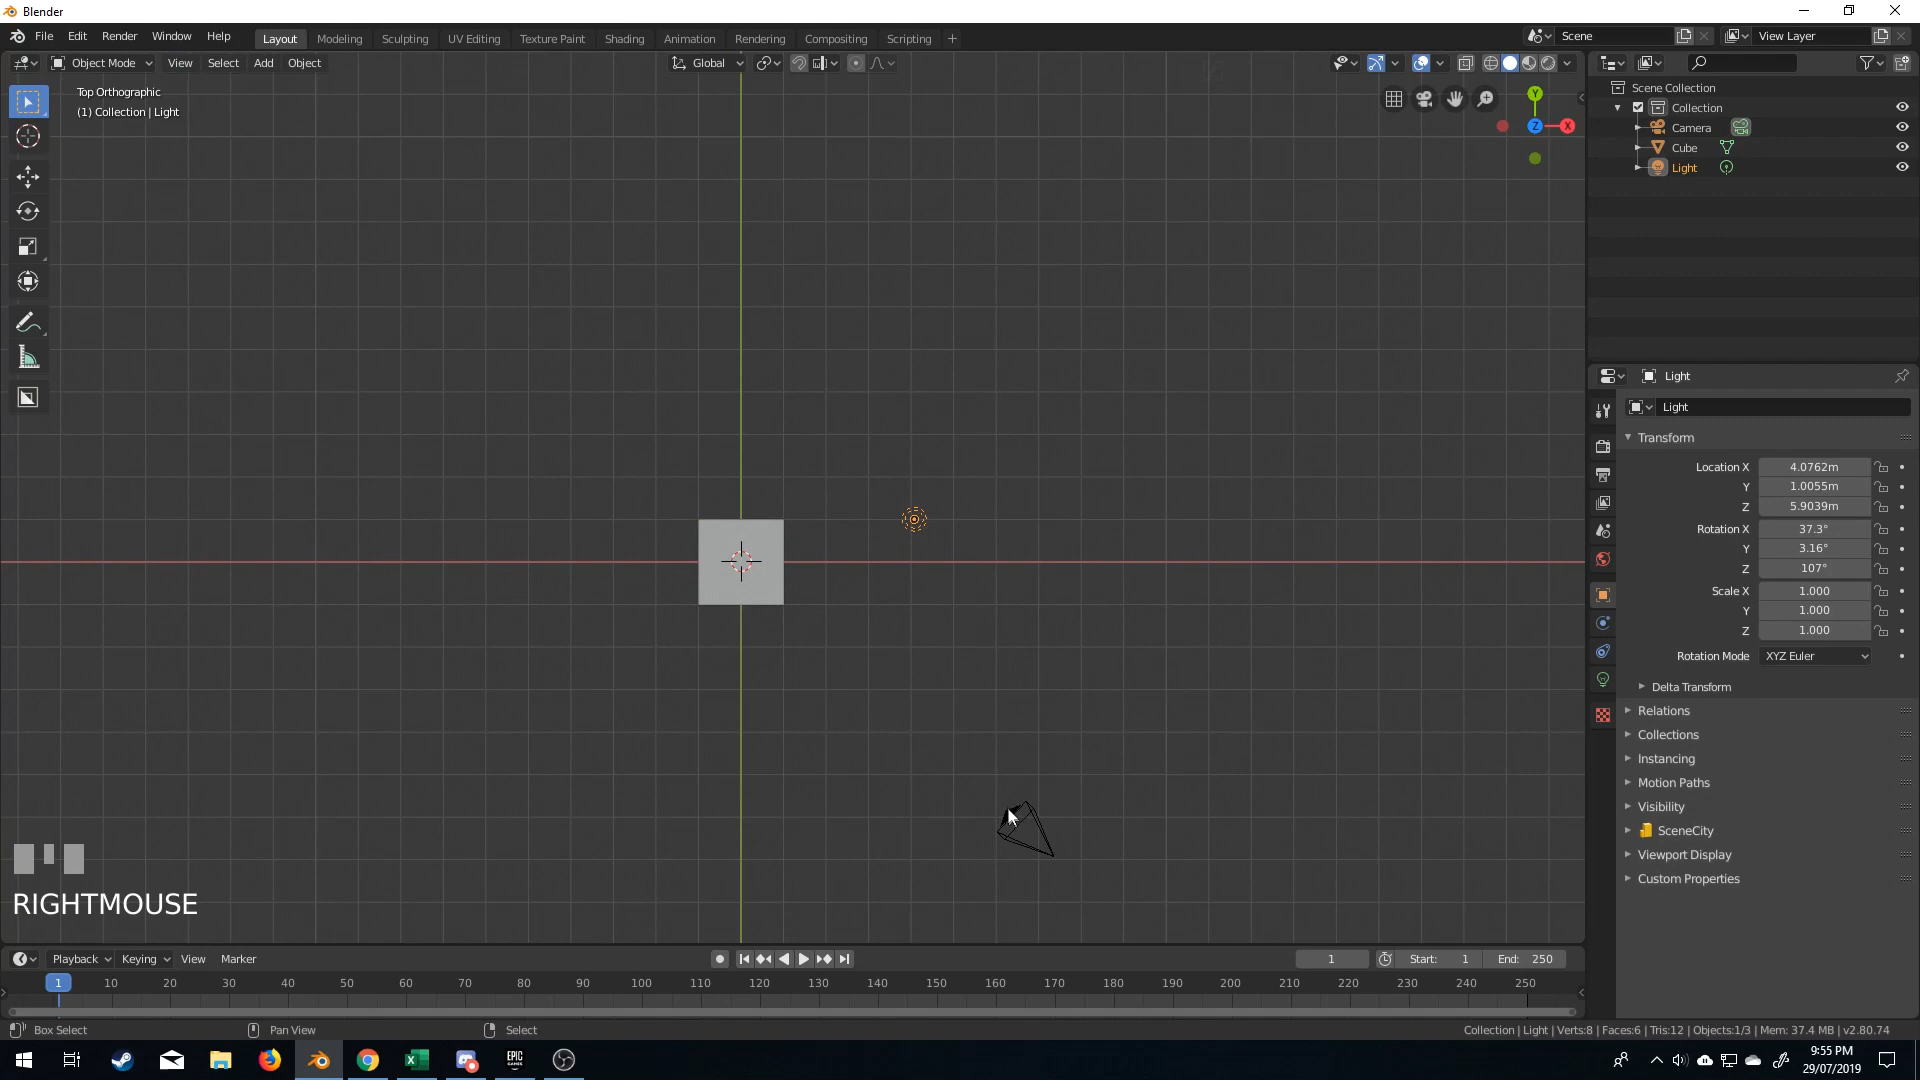 Blender
File Edit Render Window Help
Layout Modeling Sculpting UV Editing Texture Paint Shading Animation Rendering Compositing Scripting +
Scene
View Layer
Object Mode View Select Add Object
Global
Top Orthographic
(1) Collection | Light
Y
Z
X
Scene Collection
Collection
Camera
Cube
Light
Light
Light
Transform
Location X 4.0762m
Y 1.0055m
Z 5.9039m
Rotation X 37.3°
Y 3.16°
Z 107°
Scale X 1.000
Y 1.000
Z 1.000
Rotation Mode XYZ Euler
Delta Transform
Relations
Collections
Instancing
Motion Paths
Visibility
SceneCity
Viewport Display
Custom Properties
RIGHTMOUSE
Playback Keying View Marker
1
Start: 1
End: 250
1 10 20 30 40 50 60 70 80 90 100 110 120 130 140 150 160 170 180 190 200 210 220 230 240 250
Box Select
Pan View
Select
Collection | Light | Verts:8 | Faces:6 | Tris:12 | Objects:1/3 | Mem: 37.4 MB | v2.80.74
EPIC
GAMES
9:55 PM
29/07/2019